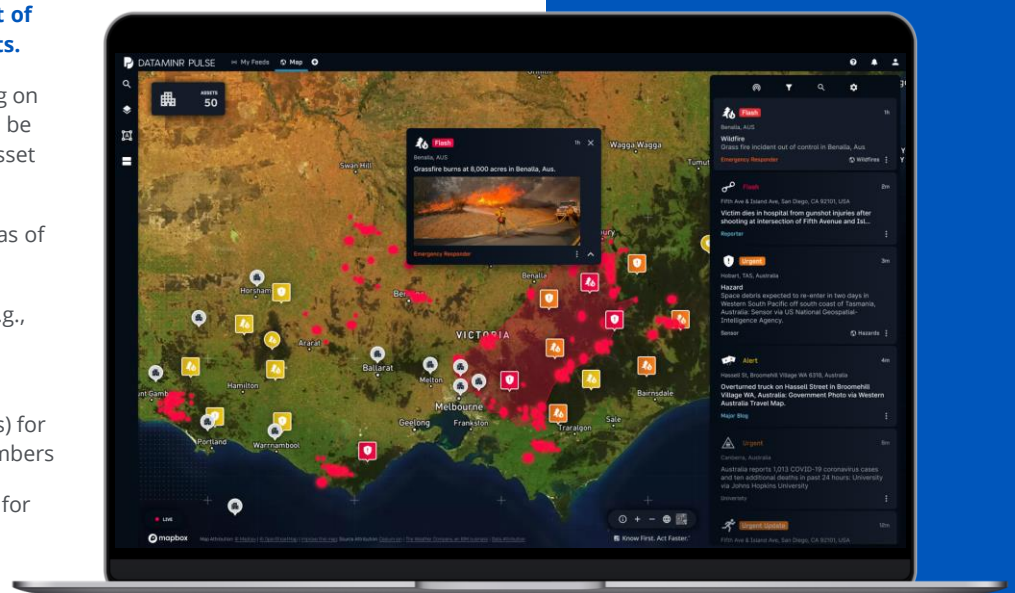 t of
ts.
g on
be
sset
as of
.g.,
s) for
mbers
for
DATAMINR PULSE
My Feeds
Map
ASSETS
50
Flash
1h
Benalla, AUS
Grassfire burns at 8,000 acres in Benalla, Aus.
Emergency Responder
Swan Hill
Wagga Wagga
Tumut
Horsham
Benalla
Ararat
VICTORIA
Ballarat
Melton
Hamilton
Melbourne
Geelong
Frankston
Bairnsdale
Sale
Traralgon
Portland
Warrnambool
LIVE
mapbox
Know First. Act Faster.
Flash
1h
Benalla, AUS
Wildfire
Grass fire incident out of control in Benalla, Aus
Emergency Responder
Wildfires
Flash
2m
Fifth Ave & Island Ave, San Diego, CA 92101, USA
Victim dies in hospital from gunshot injuries after
shooting at intersection of Fifth Avenue and Isl...
Reporter
Urgent
3m
Hobart, TAS, Australia
Hazard
Space debris expected to re-enter in two days in
Western South Pacific off south coast of Tasmania,
Australia: Sensor via US National Geospatial-
Intelligence Agency.
Sensor
Hazards
Alert
4m
Hassell St, Broomehill Village WA 6318, Australia
Overturned truck on Hassell Street in Broomehill
Village WA, Australia: Government Photo via Western
Australia Travel Map.
Major Blog
Urgent
8m
Canberra, Australia
Australia reports 1,013 COVID-19 coronavirus cases
and ten additional deaths in past 24 hours: University
via Johns Hopkins University
University
Urgent Update
12m
Fifth Ave & Island Ave, San Diego, CA 92101, USA